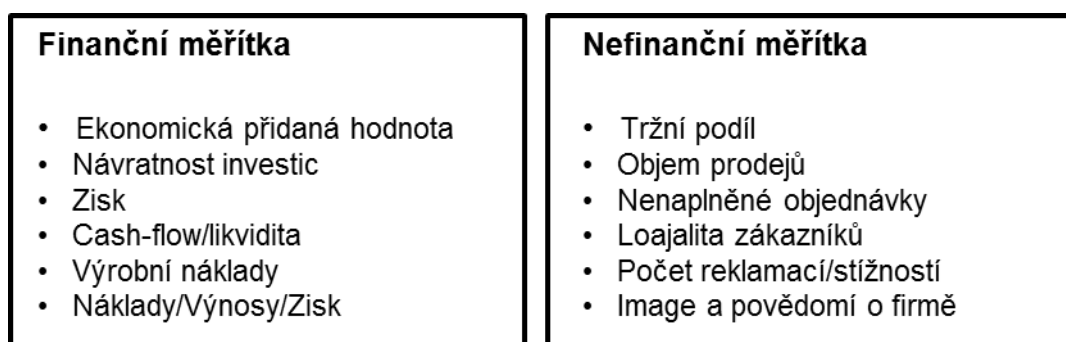 Finanční měřítka
• Ekonomická přidaná hodnota
• Návratnost investic
• Zisk
• Cash-flow/likvidita
• Výrobní náklady
• Náklady/Výnosy/Zisk
Nefinanční měřítka
• Tržní podíl
• Objem prodejů
• Nenaplněné objednávky
• Loajalita zákazníků
• Počet reklamací/stížností
• Image a povědomí o firmě